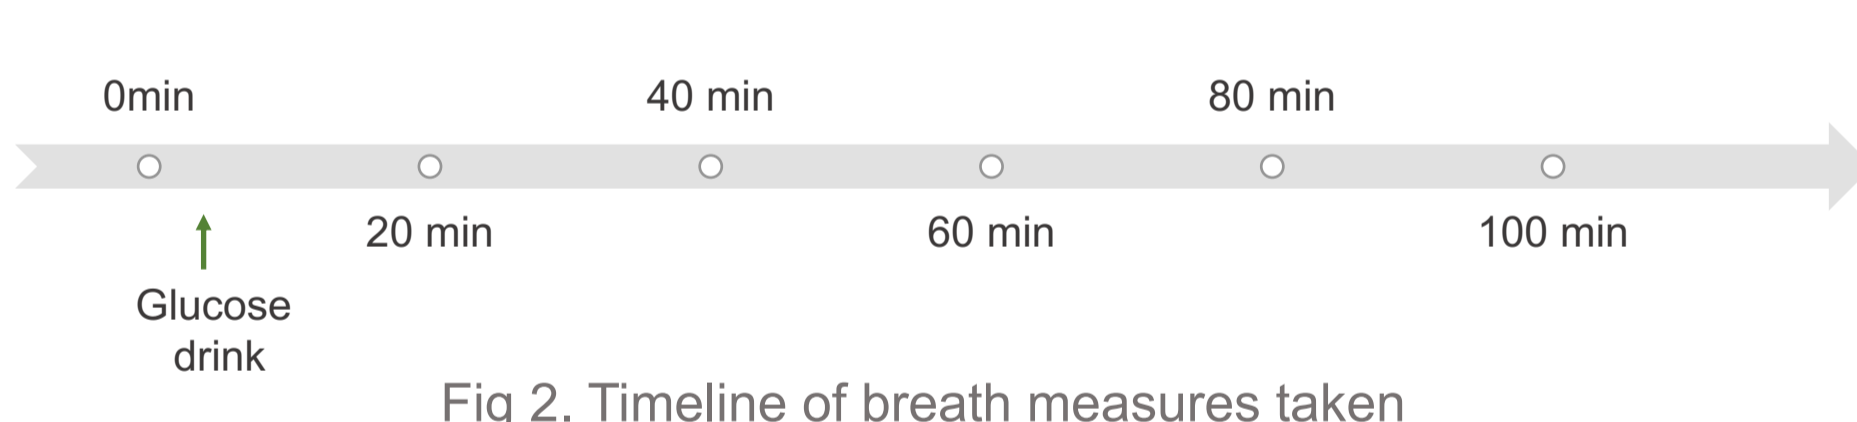 0min
40 min
80 min
20 min
60 min
100 min
Glucose
drink
Fig 2. Timeline of breath measures taken